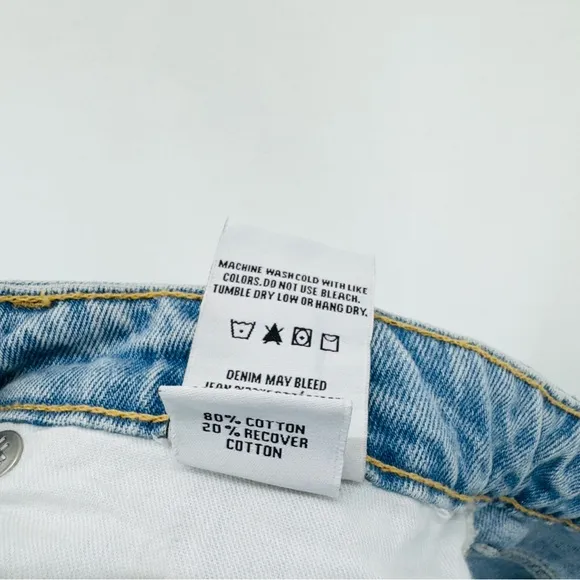 MACHINE WASH COLD WITH LIKE
COLORS. DO NOT USE BLEACH.
TUMBLE DRY LOW OR HANG DRY.
DENIM MAY BLEED
80% COTTON
20% RECOVER
COTTON